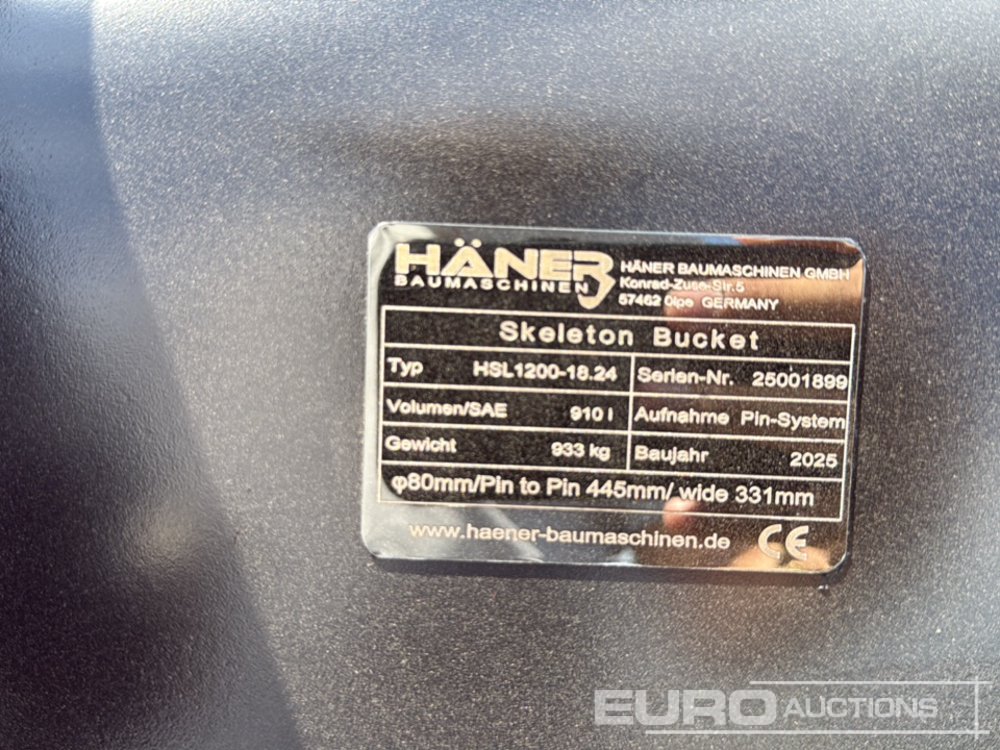 HÄNER
BAUMASCHINEN
HÄNER BAUMASCHINEN GMBH
Konrad-Zuse-Str.5
57462 Olpe GERMANY
Skeleton Bucket
Typ HSL1200-18.24
Serien-Nr. 25001899
Volumen/SAE 910 l
Aufnahme Pin-System
Gewicht 933 kg
Baujahr 2025
φ80mm/Pin to Pin 445mm/ wide 331mm
www.haener-baumaschinen.de CE
EURO AUCTIONS